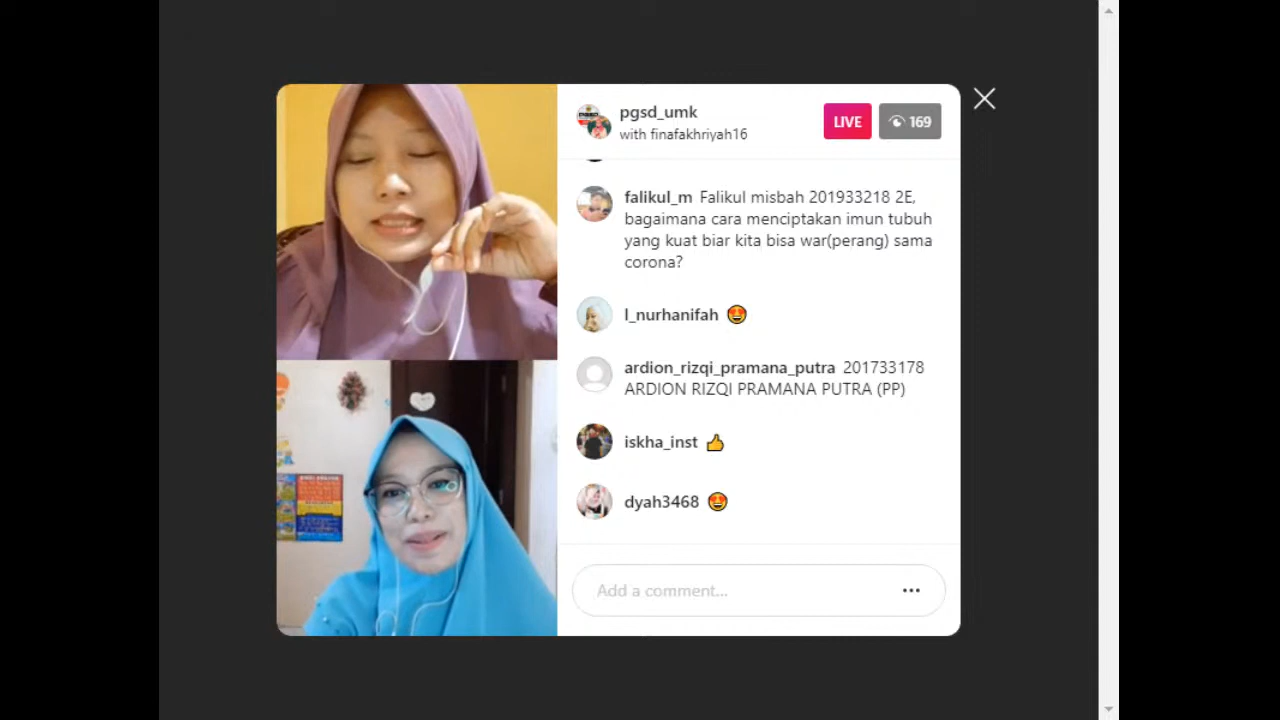 pgsd_umk
with finafakhriyah16
LIVE
169
falikul_m Falikul misbah 201933218 2E,
bagaimana cara menciptakan imun tubuh
yang kuat biar kita bisa war(perang) sama
corona?
l_nurhanifah 🤩
ardion_rizqi_pramana_putra 201733178
ARDION RIZQI PRAMANA PUTRA (PP)
iskha_inst 👍
dyah3468 🤩
Add a comment...